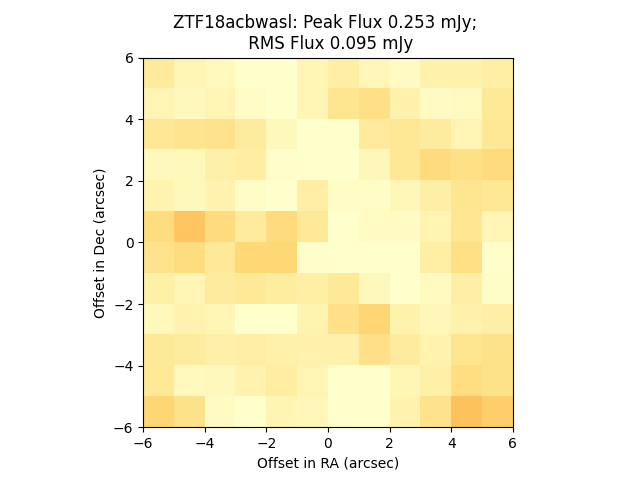 ZTF18acbwasl: Peak Flux 0.253 mJy;
RMS Flux 0.095 mJy
6
4
2
0
−2
−4
−6
Offset in Dec (arcsec)
−6 −4 −2 0 2 4 6
Offset in RA (arcsec)